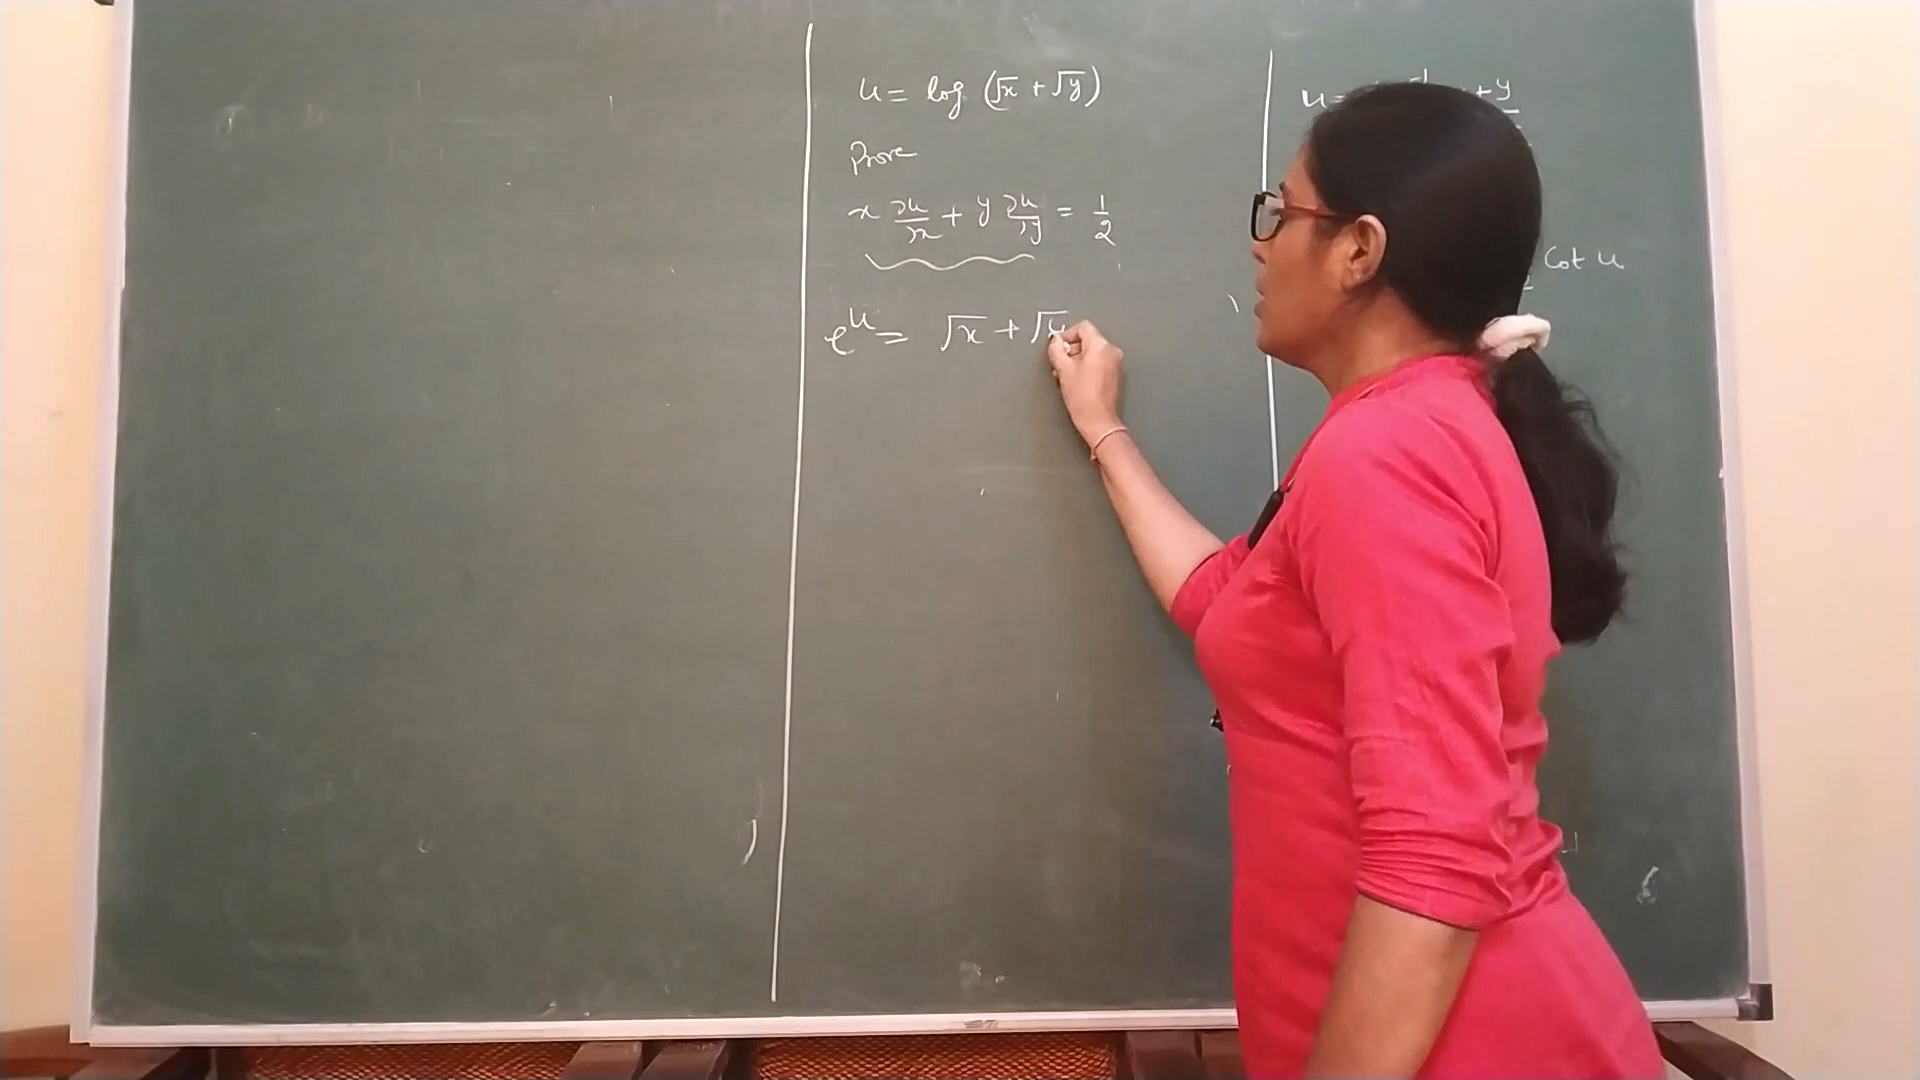 u = log (√x + √y)
Prove
x ∂u/∂x + y ∂u/∂y = 1/2
e^u = √x + √y
u =
+ y
Cot u